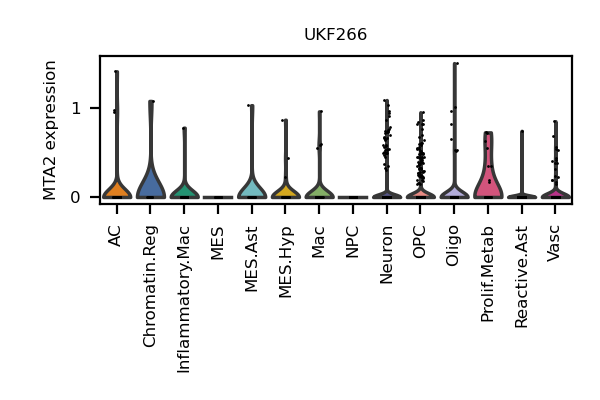 UKF266
MTA2 expression
1
0
AC
Chromatin.Reg
Inflammatory.Mac
MES
MES.Ast
MES.Hyp
Mac
NPC
Neuron
OPC
Oligo
Prolif.Metab
Reactive.Ast
Vasc